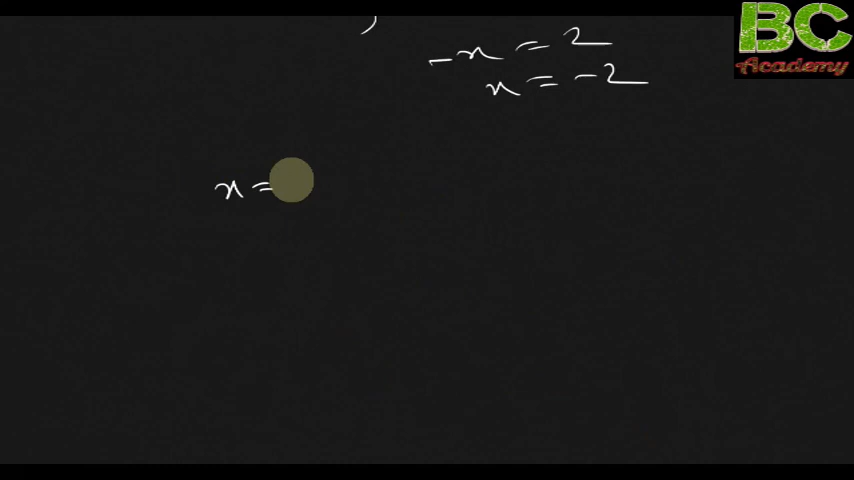 -x = 2
x = -2
x =
BC
Academy